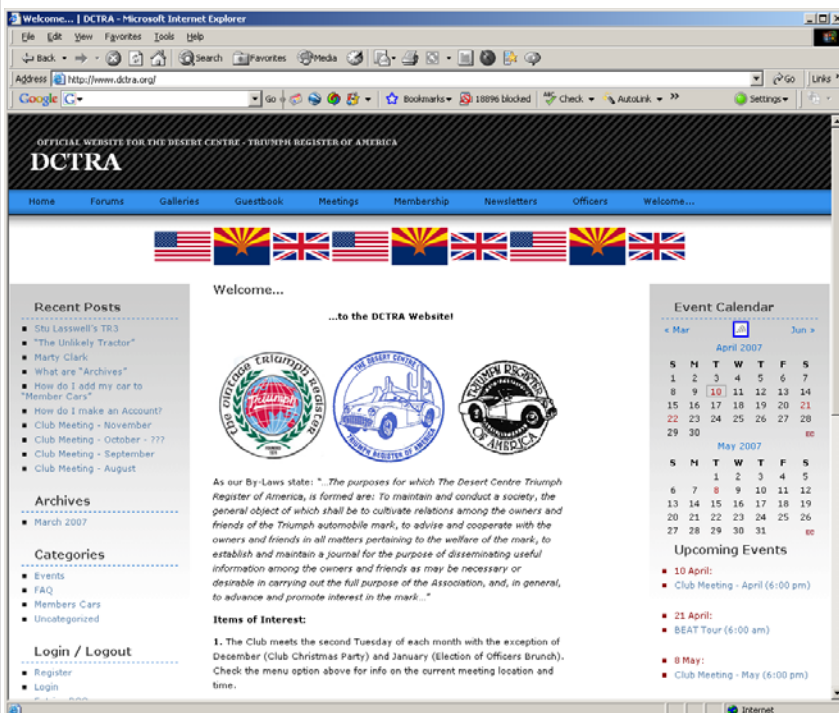 Welcome... | DCTRA - Microsoft Internet Explorer
File Edit View Favorites Tools Help
Back Search Favorites Media
Address http://www.dctra.org/ Go Links »
Google G Go Bookmarks 18896 blocked Check AutoLink » Settings
OFFICIAL WEBSITE FOR THE DESERT CENTRE - TRIUMPH REGISTER OF AMERICA
DCTRA
Home Forums Galleries Guestbook Meetings Membership Newsletters Officers Welcome...
Recent Posts
Stu Lasswell's TR3
"The Unlikely Tractor"
Marty Clark
What are "Archives"
How do I add my car to
"Member Cars"
How do I make an Account?
Club Meeting - November
Club Meeting - October - ???
Club Meeting - September
Club Meeting - August
Archives
March 2007
Categories
Events
FAQ
Members Cars
Uncategorized
Login / Logout
Register
Login
Welcome...
...to the DCTRA Website!
the vintage triumph register
Triumph
THE DESERT CENTRE
TRIUMPH REGISTER OF AMERICA
TRIUMPH REGISTER
OF AMERICA
As our By-Laws state: "...The purposes for which The Desert Centre Triumph
Register of America, is formed are: To maintain and conduct a society, the
general object of which shall be to cultivate relations among the owners and
friends of the Triumph automobile mark, to advise and cooperate with the
owners and friends in all matters pertaining to the welfare of the mark, to
establish and maintain a journal for the purpose of disseminating useful
information among the owners and friends as may be necessary or
desirable in carrying out the full purpose of the Association, and, in general,
to advance and promote interest in the mark..."
Items of Interest:
1. The Club meets the second Tuesday of each month with the exception of
December (Club Christmas Party) and January (Election of Officers Brunch).
Check the menu option above for info on the current meeting location and
time.
Event Calendar
« Mar Jun »
April 2007
S M T W T F S
1 2 3 4 5 6 7
8 9 10 11 12 13 14
15 16 17 18 19 20 21
22 23 24 25 26 27 28
29 30 ec
May 2007
S M T W T F S
1 2 3 4 5
6 7 8 9 10 11 12
13 14 15 16 17 18 19
20 21 22 23 24 25 26
27 28 29 30 31 ec
Upcoming Events
10 April:
Club Meeting - April (6:00 pm)
21 April:
BEAT Tour (6:00 am)
8 May:
Club Meeting - May (6:00 pm)
Internet